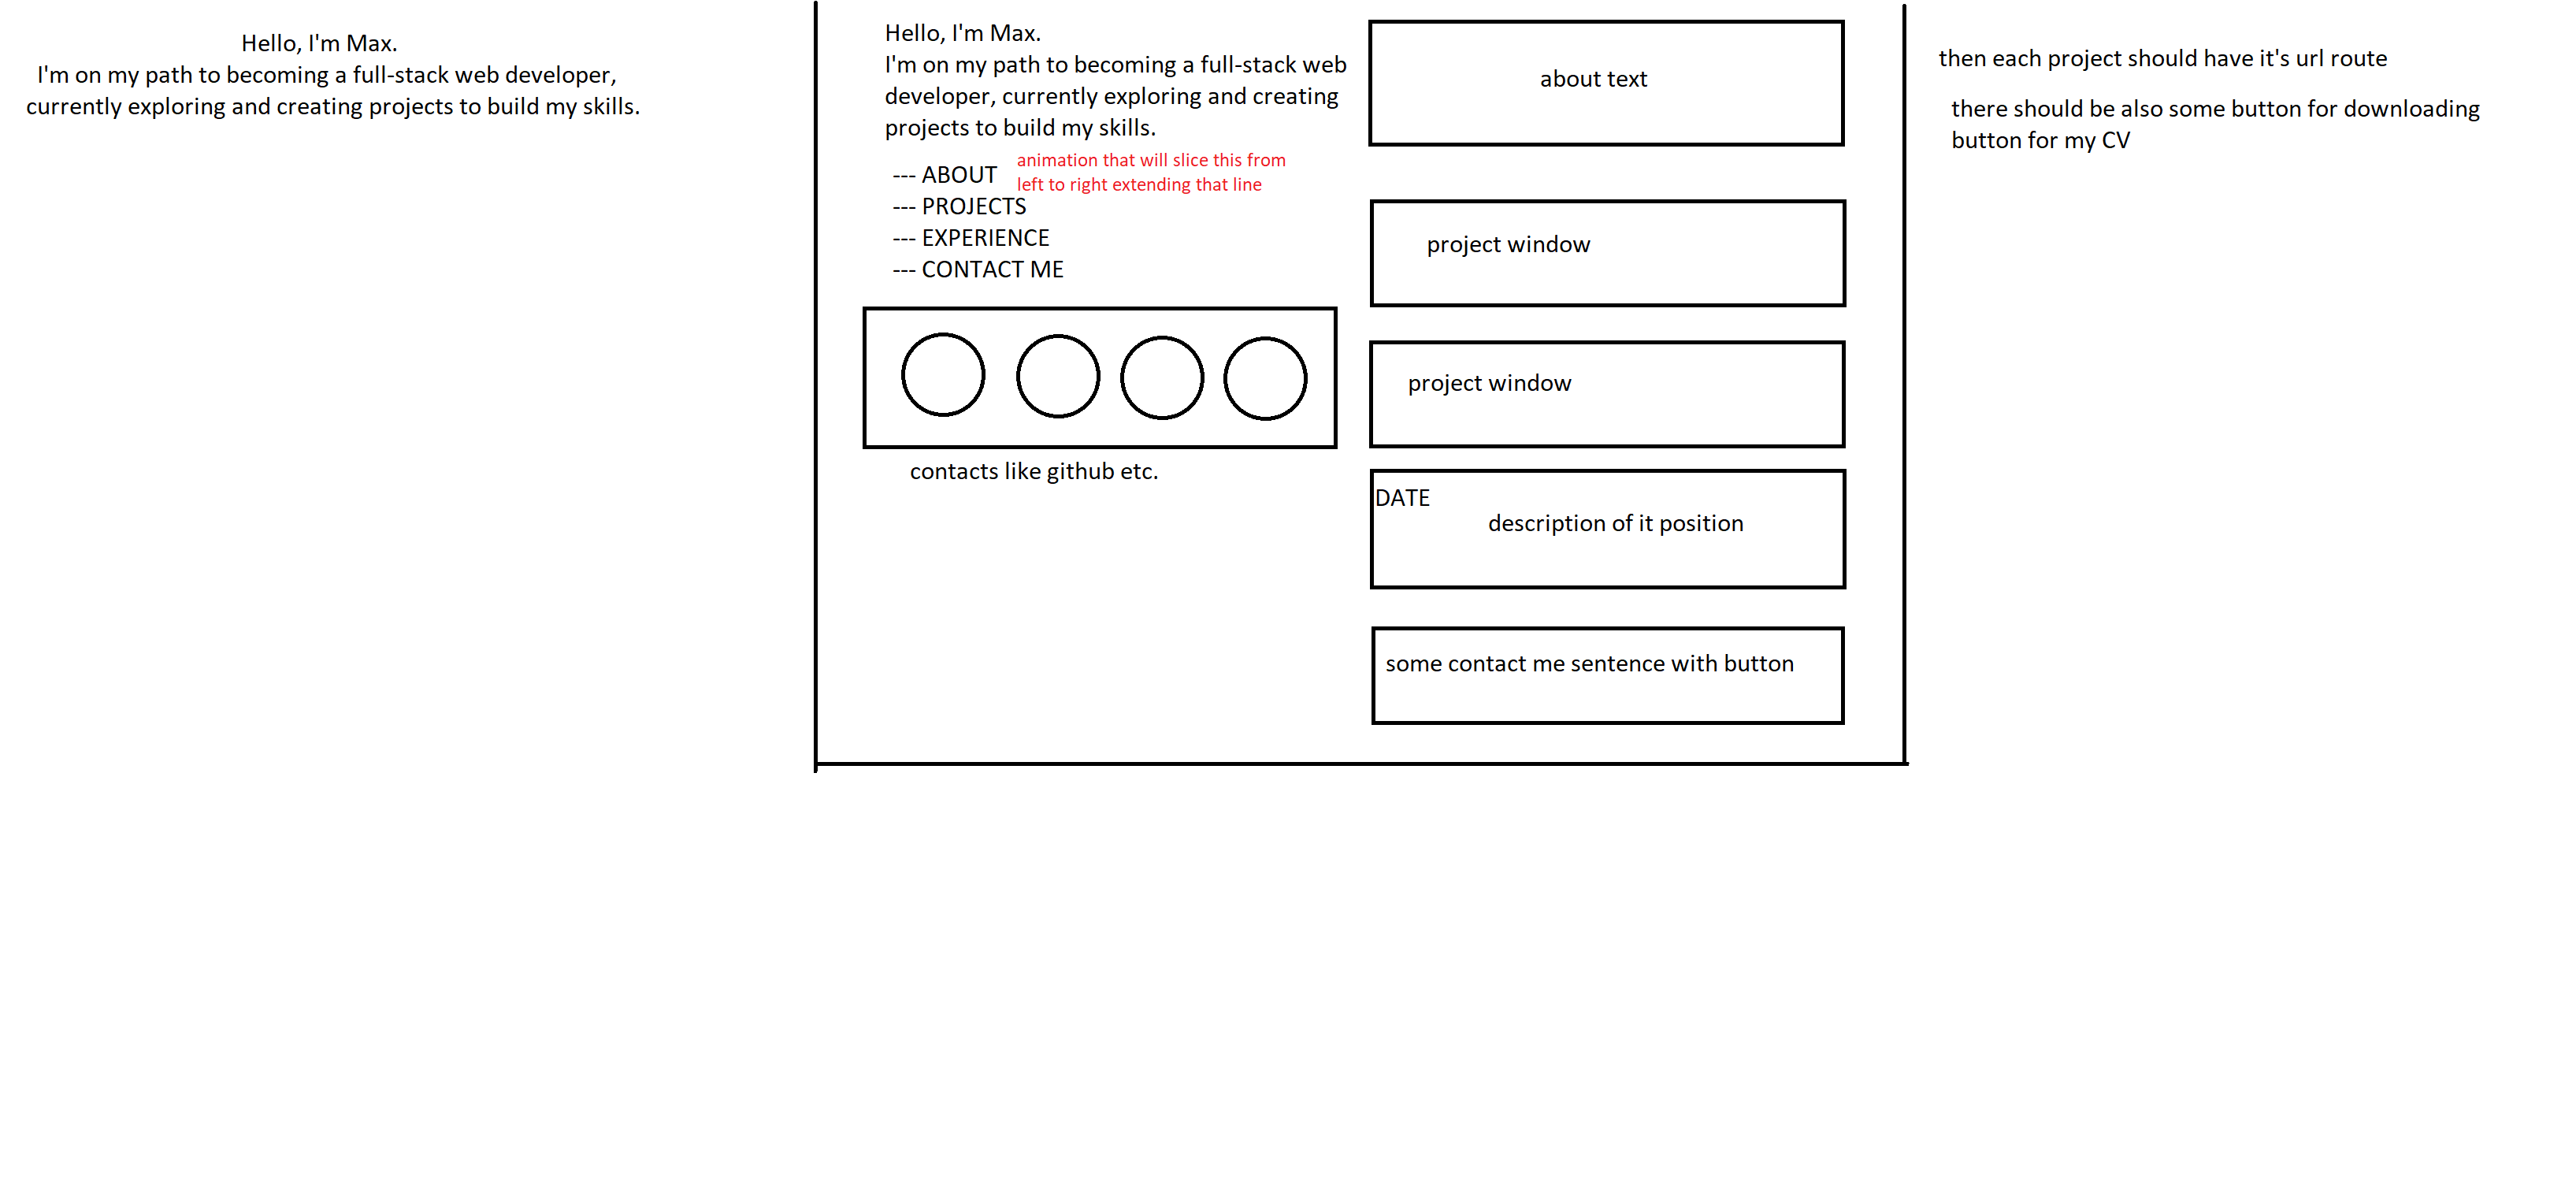 Hello, I'm Max.
I'm on my path to becoming a full-stack web developer,
currently exploring and creating projects to build my skills.
Hello, I'm Max.
I'm on my path to becoming a full-stack web
developer, currently exploring and creating
projects to build my skills.
--- ABOUT
animation that will slice this from
left to right extending that line
--- PROJECTS
--- EXPERIENCE
--- CONTACT ME
contacts like github etc.
about text
project window
project window
DATE
description of it position
some contact me sentence with button
then each project should have it's url route
there should be also some button for downloading
button for my CV